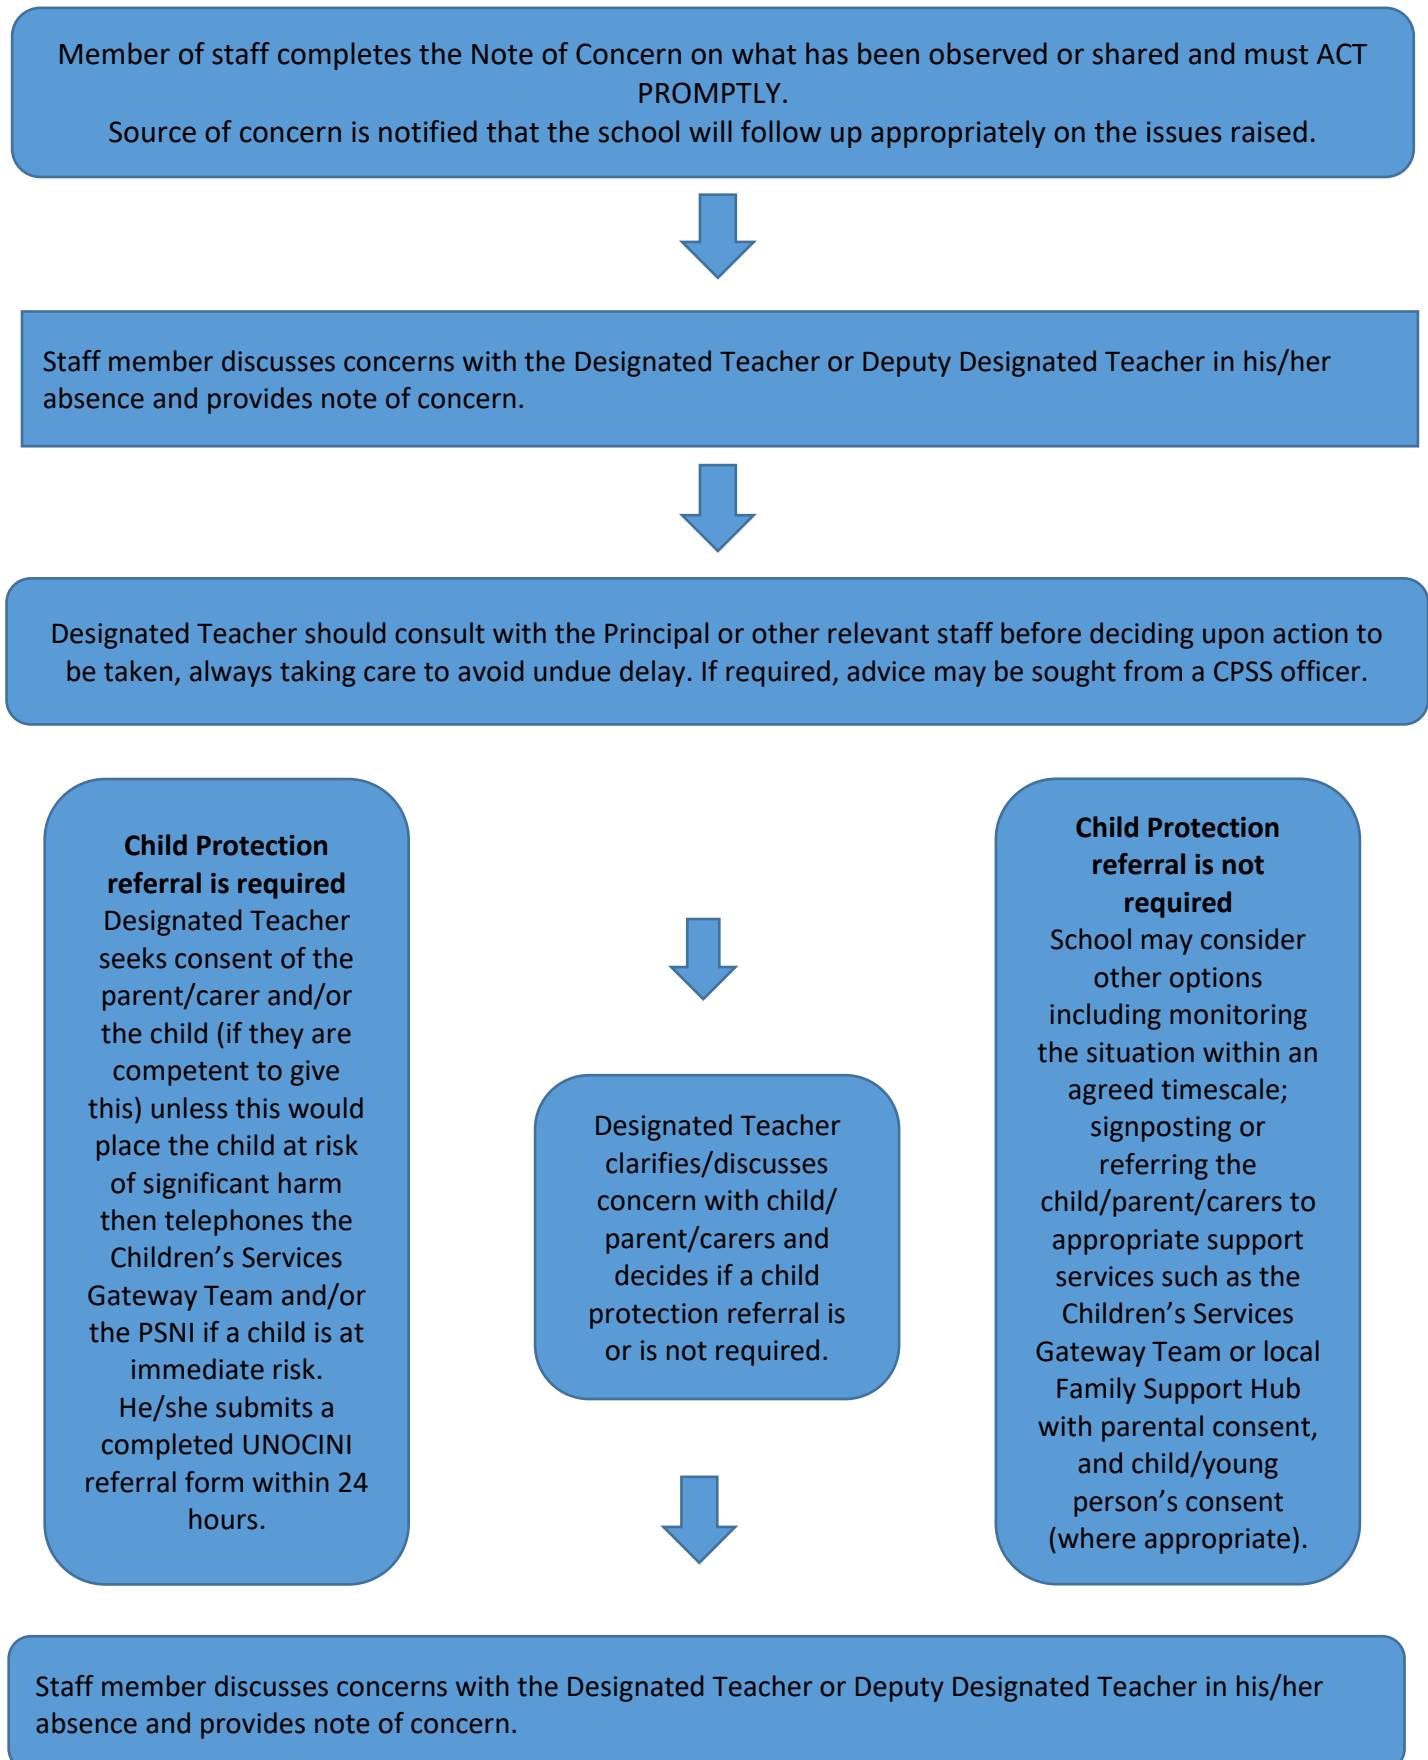 Member of staff completes the Note of Concern on what has been observed or shared and must ACT
PROMPTLY.
Source of concern is notified that the school will follow up appropriately on the issues raised.
Staff member discusses concerns with the Designated Teacher or Deputy Designated Teacher in his/her
absence and provides note of concern.
Designated Teacher should consult with the Principal or other relevant staff before deciding upon action to
be taken, always taking care to avoid undue delay. If required, advice may be sought from a CPSS officer.
Child Protection
referral is required
Designated Teacher
seeks consent of the
parent/carer and/or
the child (if they are
competent to give
this) unless this would
place the child at risk
of significant harm
then telephones the
Children’s Services
Gateway Team and/or
the PSNI if a child is at
immediate risk.
He/she submits a
completed UNOCINI
referral form within 24
hours.
Designated Teacher
clarifies/discusses
concern with child/
parent/carers and
decides if a child
protection referral is
or is not required.
Child Protection
referral is not
required
School may consider
other options
including monitoring
the situation within an
agreed timescale;
signposting or
referring the
child/parent/carers to
appropriate support
services such as the
Children’s Services
Gateway Team or local
Family Support Hub
with parental consent,
and child/young
person’s consent
(where appropriate).
Staff member discusses concerns with the Designated Teacher or Deputy Designated Teacher in his/her
absence and provides note of concern.